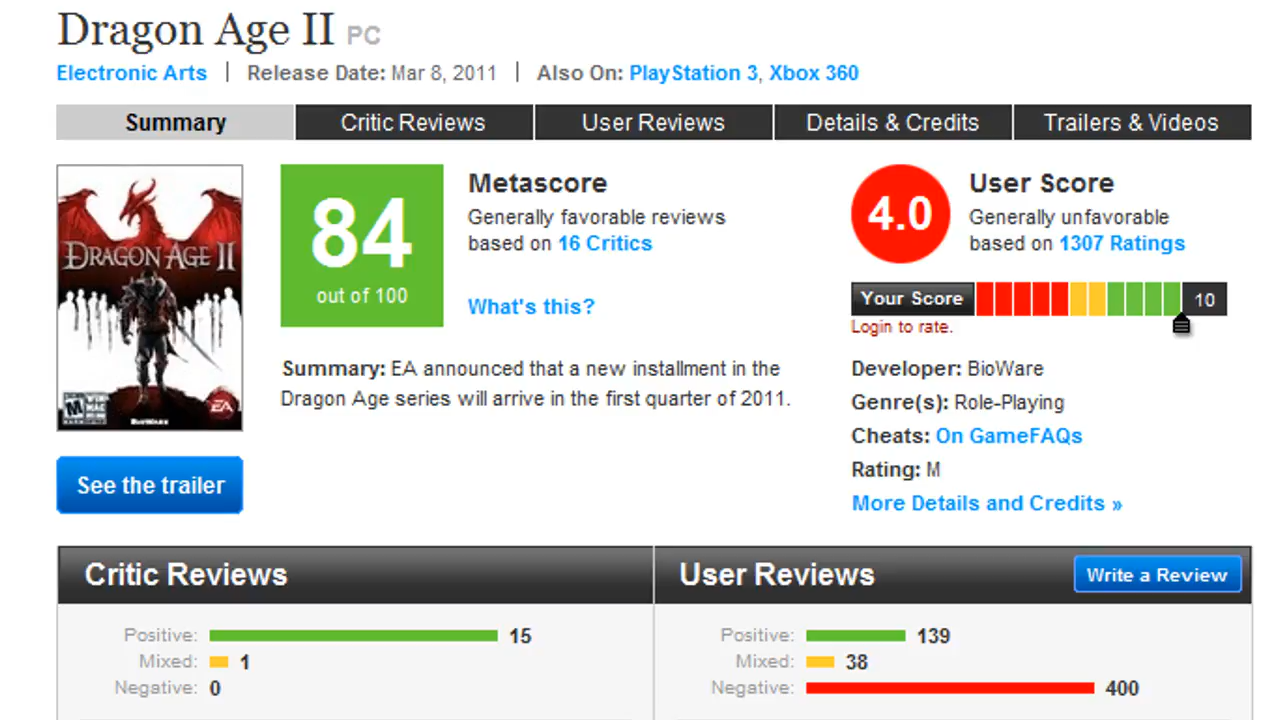 Dragon Age II PC
Electronic Arts | Release Date: Mar 8, 2011 | Also On: PlayStation 3, Xbox 360
Summary Critic Reviews User Reviews Details & Credits Trailers & Videos
DRAGON AGE II
M
BIOWARE
EA
See the trailer
84
out of 100
Metascore
Generally favorable reviews
based on 16 Critics
What's this?
Summary: EA announced that a new installment in the
Dragon Age series will arrive in the first quarter of 2011.
4.0
User Score
Generally unfavorable
based on 1307 Ratings
Your Score 10
Login to rate.
Developer: BioWare
Genre(s): Role-Playing
Cheats: On GameFAQs
Rating: M
More Details and Credits »
Critic Reviews
Positive: 15
Mixed: 1
Negative: 0
User Reviews Write a Review
Positive: 139
Mixed: 38
Negative: 400